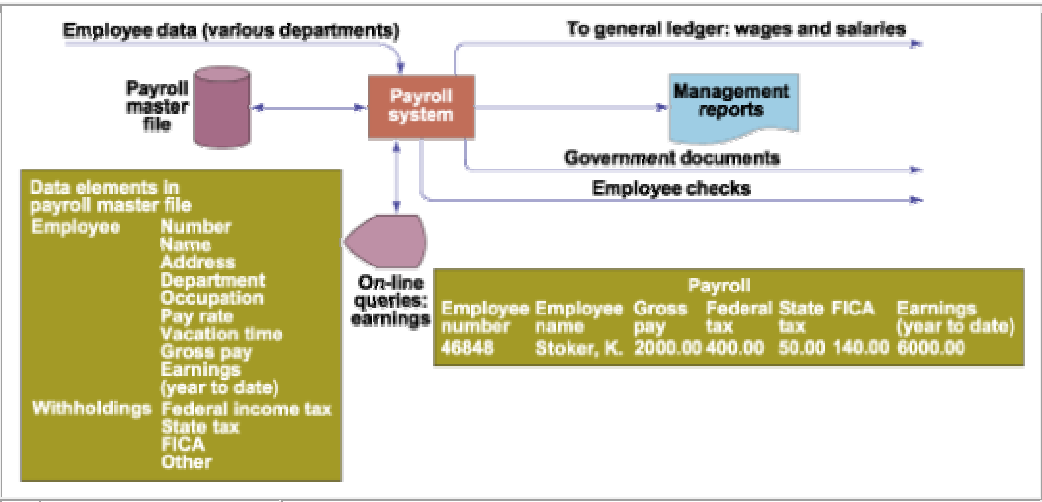 Employee data (various departments)
To general ledger: wages and salaries
Payroll
master
file
Payroll
system
Management
reports
Government documents
Employee checks
Data elements in
payroll master file
Employee Number
Name
Address
Department
Occupation
Pay rate
Vacation time
Gross pay
Earnings
(year to date)
Withholdings Federal income tax
State tax
FICA
Other
On-line
queries:
earnings
Payroll
Employee Employee Gross Federal State FICA Earnings
number name pay tax tax (year to date)
46848 Stoker, K. 2000.00 400.00 50.00 140.00 6000.00